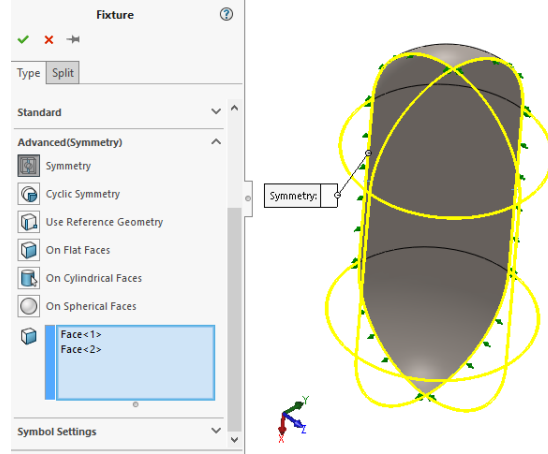 Fixture
Type
Split
Standard
Advanced(Symmetry)
Symmetry
Cyclic Symmetry
Use Reference Geometry
On Flat Faces
On Cylindrical Faces
On Spherical Faces
Face<1>
Face<2>
Symbol Settings
Symmetry:
Y
Z
X